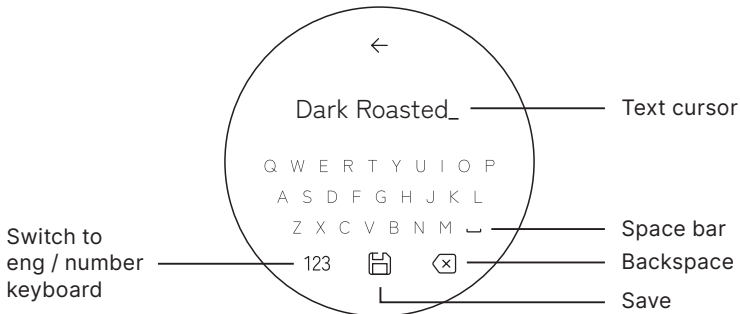 Dark Roasted_
Text cursor
Q W E R T Y U I O P
A S D F G H J K L
Z X C V B N M
Space bar
Switch to
eng / number
keyboard
123
Backspace
Save